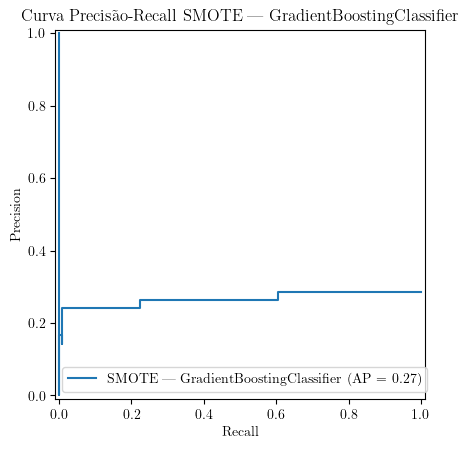 Curva Precisão-Recall SMOTE — GradientBoostingClassifier
1.0
0.8
0.6
0.4
0.2
0.0
Precision
SMOTE — GradientBoostingClassifier (AP = 0.27)
0.0 0.2 0.4 0.6 0.8 1.0
Recall